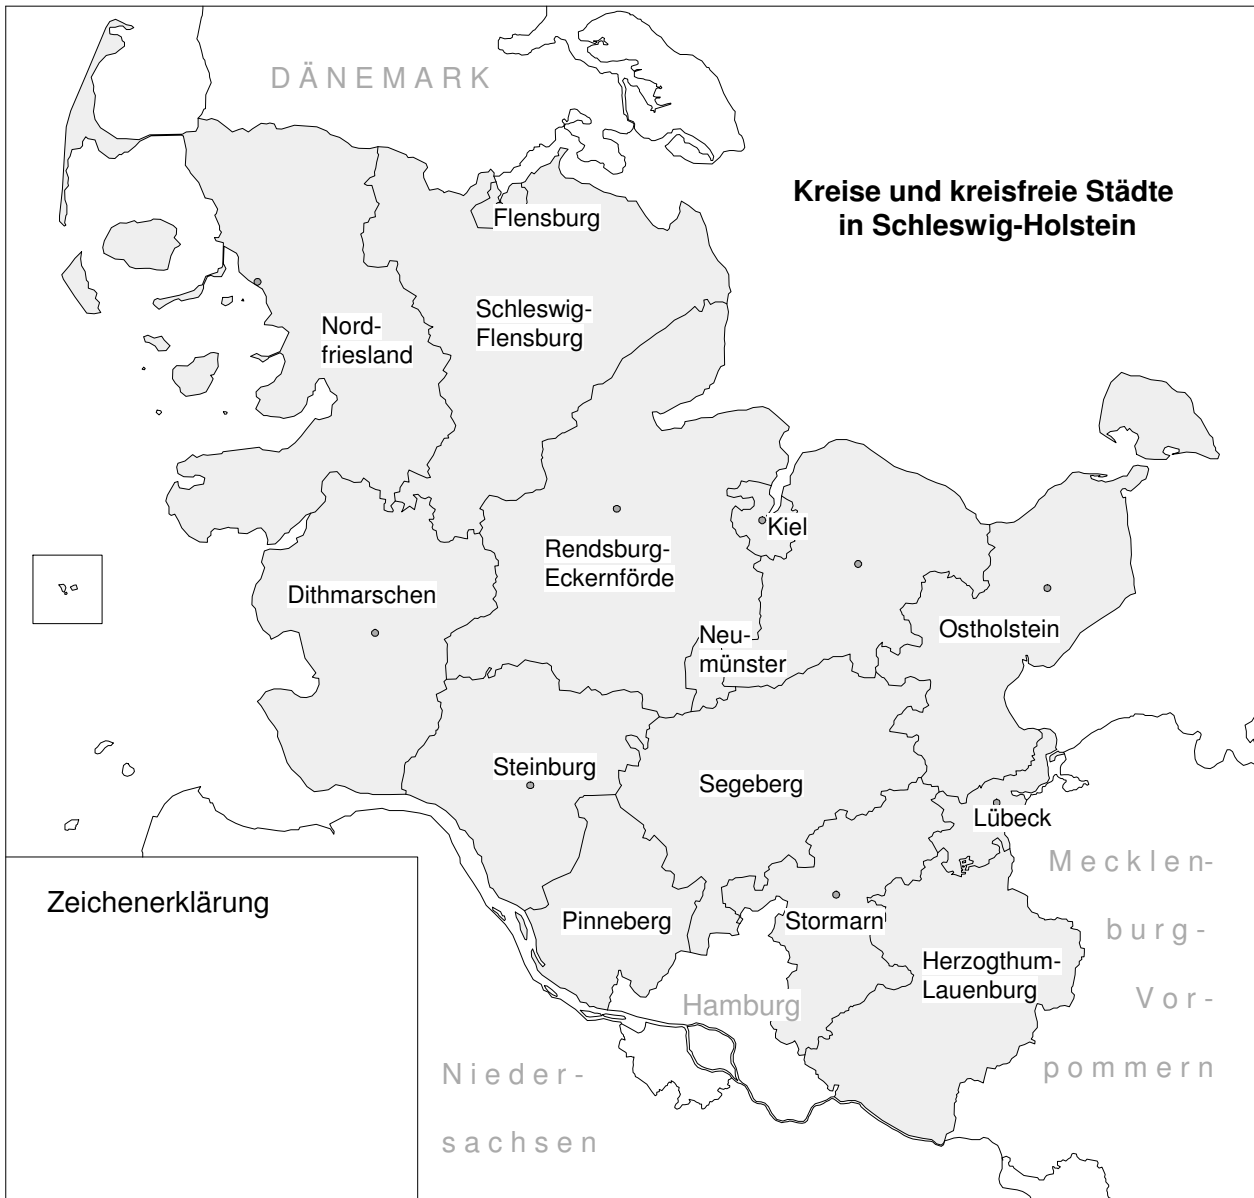 DÄNEMARK
Kreise und kreisfreie Städte
in Schleswig-Holstein
Flensburg
Schleswig-
Flensburg
Nord-
friesland
Kiel
Rendsburg-
Eckernförde
Dithmarschen
Ostholstein
Neu-
münster
Steinburg
Segeberg
Lübeck
Mecklen-
burg-
Vor-
pommern
Zeichenerklärung
Pinneberg
Stormarn
Herzogthum-
Lauenburg
Hamburg
Nieder-
sachsen